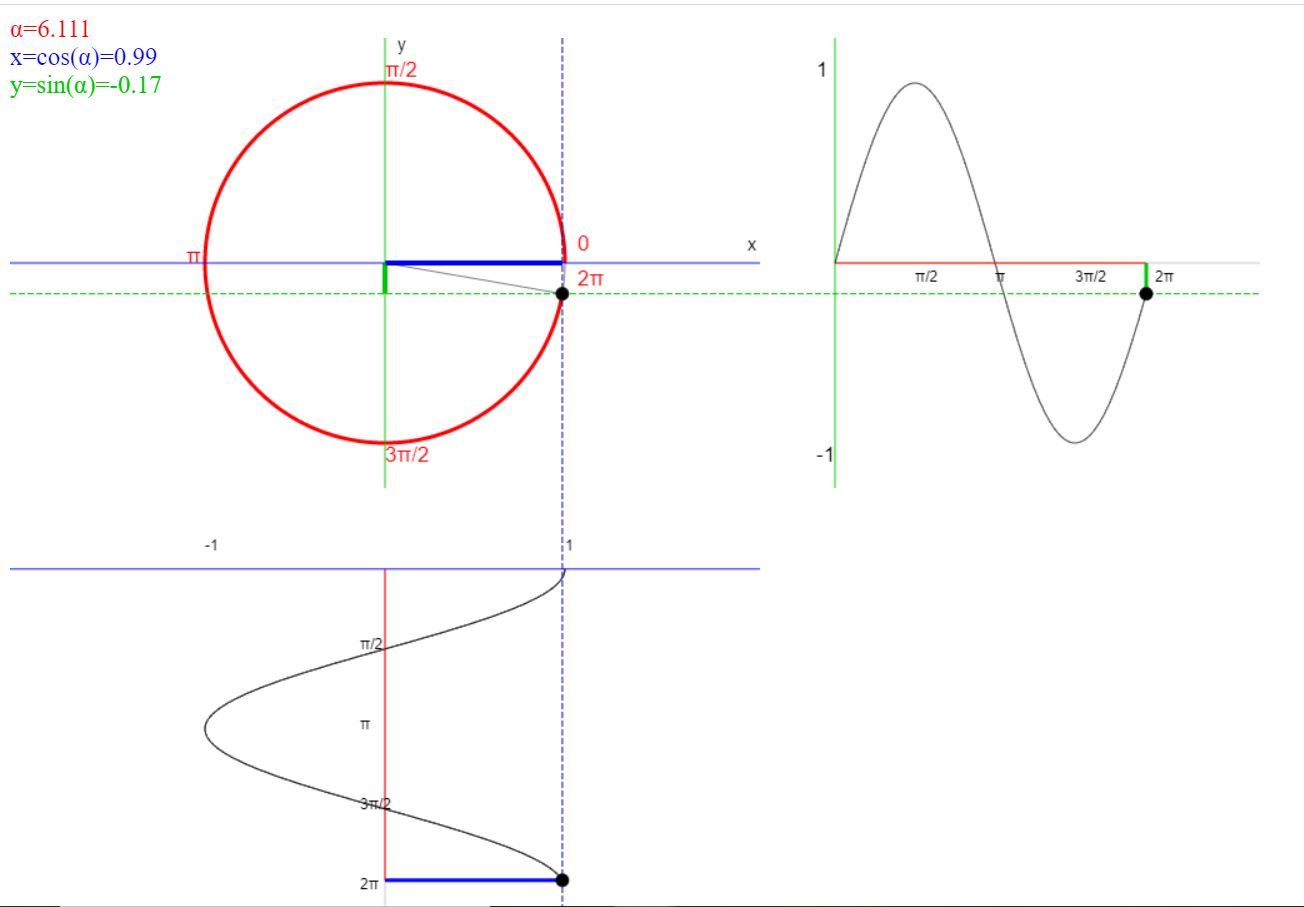 α=6.111
x=cos(α)=0.99
y=sin(α)=-0.17
y
π/2
π
0
2π
x
3π/2
1
π/2
π
3π/2
2π
-1
-1
1
π/2
π
3π/2
2π